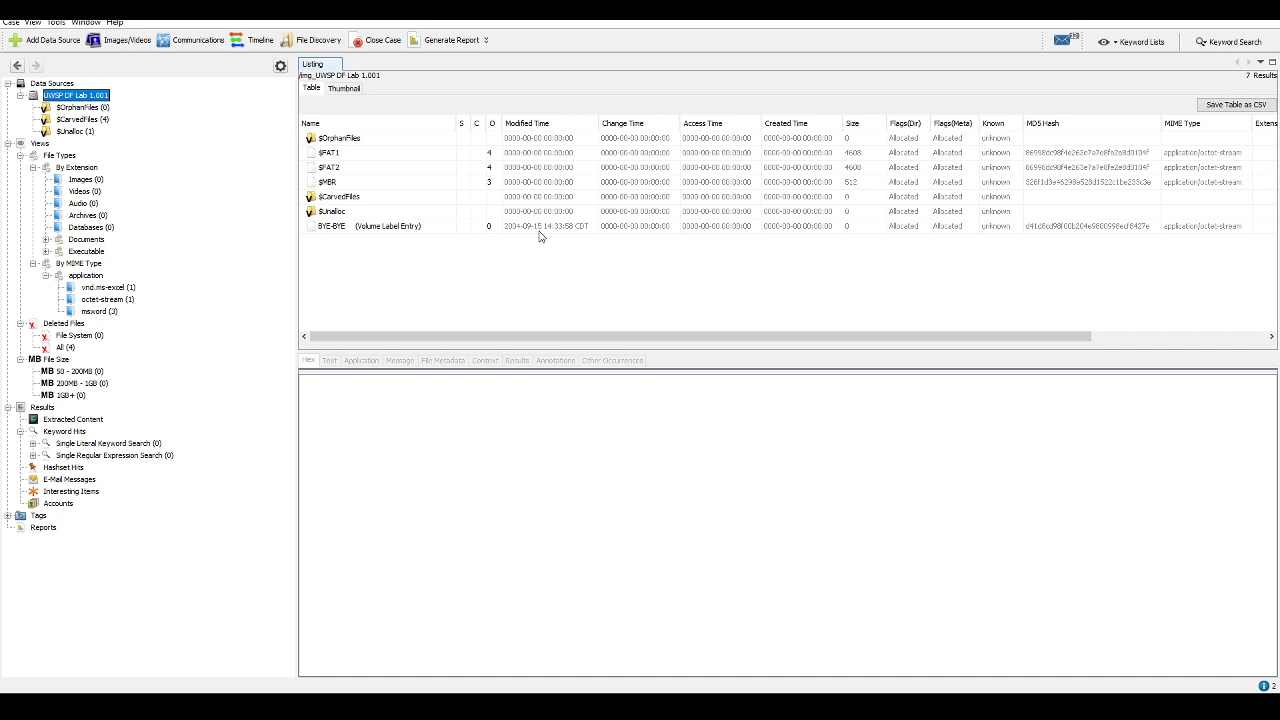 Case View Tools Window Help
Add Data Source Images/Videos Communications Timeline File Discovery Close Case Generate Report Keyword Lists Keyword Search
Data Sources
UWSP DF Lab 1.001
$OrphanFiles (0)
$CarvedFiles (4)
$Unalloc (1)
Views
File Types
By Extension
Images (0)
Videos (0)
Audio (0)
Archives (0)
Databases (0)
Documents
Executable
By MIME Type
application
vnd.ms-excel (1)
octet-stream (1)
msword (3)
Deleted Files
File System (0)
All (4)
MB File Size
MB 50 - 200MB (0)
MB 200MB - 1GB (0)
MB 1GB+ (0)
Results
Extracted Content
Keyword Hits
Single Literal Keyword Search (0)
Single Regular Expression Search (0)
Hashset Hits
E-Mail Messages
Interesting Items
Accounts
Tags
Reports
Listing
/img_UWSP DF Lab 1.001
7 Results
Table Thumbnail
Save Table as CSV
Name S C O Modified Time Change Time Access Time Created Time Size Flags(Dir) Flags(Meta) Known MD5 Hash MIME Type Extens
$OrphanFiles 0000-00-00 00:00:00 0000-00-00 00:00:00 0000-00-00 00:00:00 0000-00-00 00:00:00 0 Allocated Allocated unknown
$FAT1 4 0000-00-00 00:00:00 0000-00-00 00:00:00 0000-00-00 00:00:00 0000-00-00 00:00:00 4608 Allocated Allocated unknown application/octet-stream
$FAT2 4 0000-00-00 00:00:00 0000-00-00 00:00:00 0000-00-00 00:00:00 0000-00-00 00:00:00 4608 Allocated Allocated unknown application/octet-stream
$MBR 3 0000-00-00 00:00:00 0000-00-00 00:00:00 0000-00-00 00:00:00 0000-00-00 00:00:00 512 Allocated Allocated unknown application/octet-stream
$CarvedFiles 0000-00-00 00:00:00 0000-00-00 00:00:00 0000-00-00 00:00:00 0000-00-00 00:00:00 0 Allocated Allocated unknown
$Unalloc 0000-00-00 00:00:00 0000-00-00 00:00:00 0000-00-00 00:00:00 0000-00-00 00:00:00 0 Allocated Allocated unknown
BYE-BYE (Volume Label Entry) 0 2004-09-15 14:33:58 CDT 0000-00-00 00:00:00 0000-00-00 00:00:00 0000-00-00 00:00:00 0 Allocated Allocated unknown d41d8cd98f00b204e9800998ecf8427e application/octet-stream
Hex Text Application Message File Metadata Context Results Annotations Other Occurrences
2